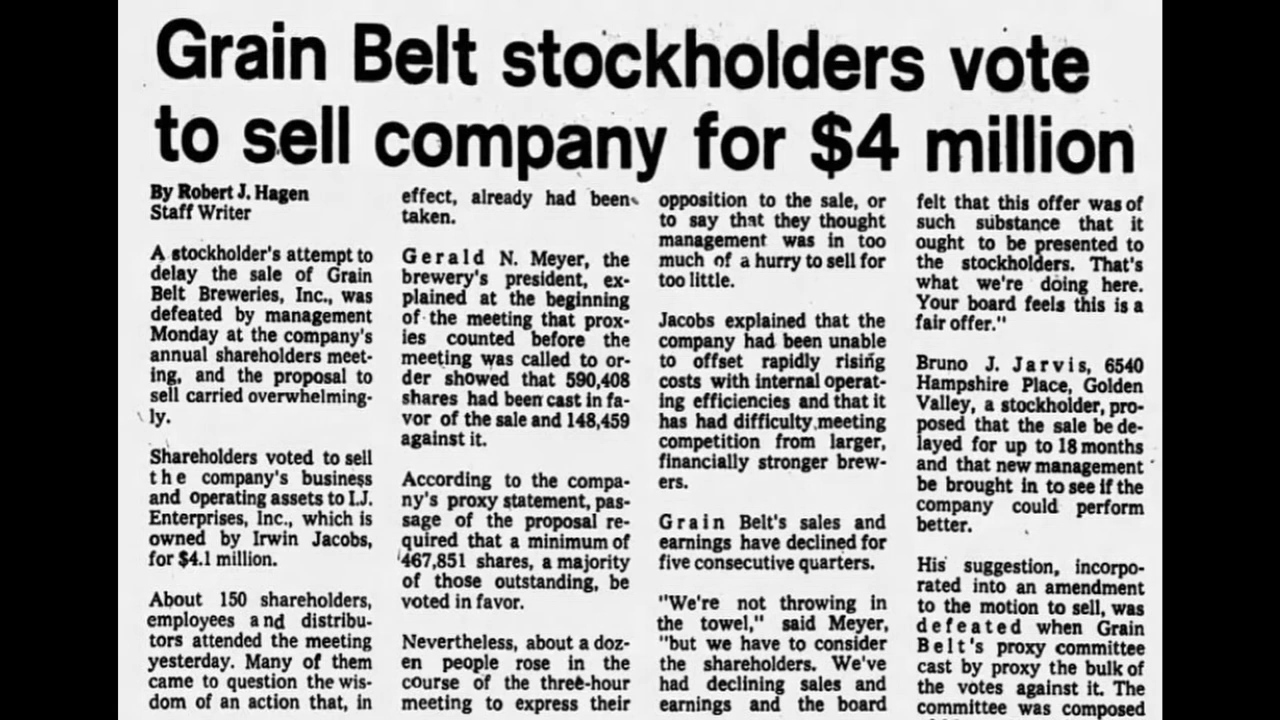 Grain Belt stockholders vote
to sell company for $4 million
By Robert J. Hagen
Staff Writer
A stockholder's attempt to
delay the sale of Grain
Belt Breweries, Inc., was
defeated by management
Monday at the company's
annual shareholders meet-
ing, and the proposal to
sell carried overwhelming-
ly.
Shareholders voted to sell
the company's business
and operating assets to I.J.
Enterprises, Inc., which is
owned by Irwin Jacobs,
for $4.1 million.
About 150 shareholders,
employees and distribu-
tors attended the meeting
yesterday. Many of them
came to question the wis-
dom of an action that, in
effect, already had been
taken.
Gerald N. Meyer, the
brewery's president, ex-
plained at the beginning
of the meeting that prox-
ies counted before the
meeting was called to or-
der showed that 590,408
shares had been cast in fa-
vor of the sale and 148,459
against it.
According to the compa-
ny's proxy statement, pas-
sage of the proposal re-
quired that a minimum of
467,851 shares, a majority
of those outstanding, be
voted in favor.
Nevertheless, about a doz-
en people rose in the
course of the three-hour
meeting to express their
opposition to the sale, or
to say that they thought
management was in too
much of a hurry to sell for
too little.
Jacobs explained that the
company had been unable
to offset rapidly rising
costs with internal operat-
ing efficiencies and that it
has had difficulty meeting
competition from larger,
financially stronger brew-
ers.
Grain Belt's sales and
earnings have declined for
five consecutive quarters.
"We're not throwing in
the towel," said Meyer,
"but we have to consider
the shareholders. We've
had declining sales and
earnings and the board
felt that this offer was of
such substance that it
ought to be presented to
the stockholders. That's
what we're doing here.
Your board feels this is a
fair offer."
Bruno J. Jarvis, 6540
Hampshire Place, Golden
Valley, a stockholder, pro-
posed that the sale be de-
layed for up to 18 months
and that new management
be brought in to see if the
company could perform
better.
His suggestion, incorpo-
rated into an amendment
to the motion to sell, was
defeated when Grain
Belt's proxy committee
cast by proxy the bulk of
the votes against it. The
committee was composed